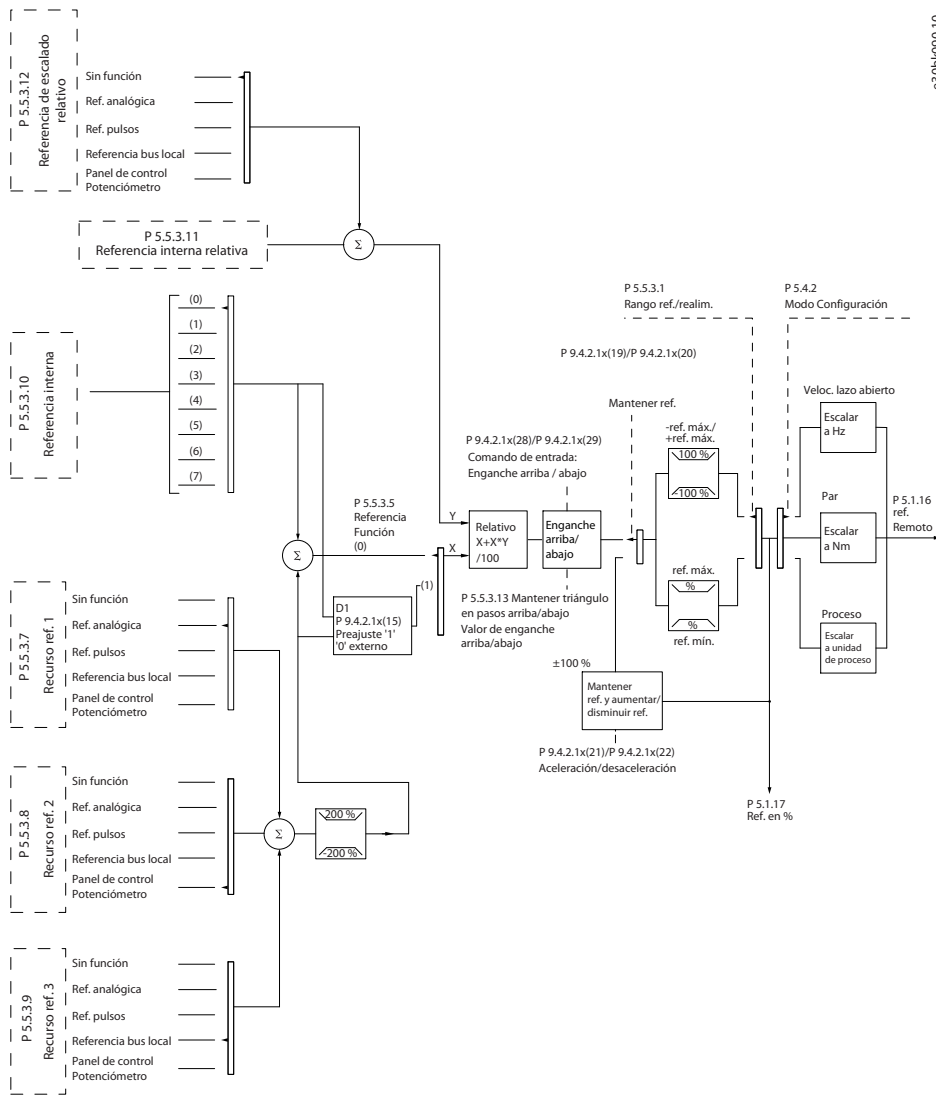 P 5.5.3.12
Referencia de escalado
relativo
Sin función
Ref. analógica
Ref. pulsos
Referencia bus local
Panel de control
Potenciómetro
P 5.5.3.11
Referencia interna relativa
Σ
P 5.5.3.10
Referencia interna
(0)
(1)
(2)
(3)
(4)
(5)
(6)
(7)
P 5.5.3.7
Recurso ref. 1
Sin función
Ref. analógica
Ref. pulsos
Referencia bus local
Panel de control
Potenciómetro
P 5.5.3.8
Recurso ref. 2
Sin función
Ref. analógica
Ref. pulsos
Referencia bus local
Panel de control
Potenciómetro
P 5.5.3.9
Recurso ref. 3
Sin función
Ref. analógica
Ref. pulsos
Referencia bus local
Panel de control
Potenciómetro
Σ
200 %
-200 %
Σ
P 5.5.3.5
Referencia
Función
(0)
(1)
D1
P 9.4.2.1x(15)
Preajuste '1'
'0' externo
Y
X
Relativo
X+X*Y
/100
P 9.4.2.1x(28)/P 9.4.2.1x(29)
Comando de entrada:
Enganche arriba / abajo
Enganche
arriba/
abajo
P 5.5.3.13 Mantener triángulo
en pasos arriba/abajo
Valor de enganche
arriba/abajo
P 9.4.2.1x(19)/P 9.4.2.1x(20)
Mantener ref.
±100 %
Mantener
ref. y aumentar/
disminuir ref.
P 9.4.2.1x(21)/P 9.4.2.1x(22)
Aceleración/desaceleración
P 5.5.3.1
Rango ref./realim.
-ref. máx./
+ref. máx.
100 %
-100 %
ref. máx.
%
%
ref. mín.
P 5.4.2
Modo Configuración
Veloc. lazo abierto
Escalar
a Hz
Par
Escalar
a Nm
Proceso
Escalar
a unidad
de proceso
P 5.1.16
ref.
Remoto
P 5.1.17
Ref. en %